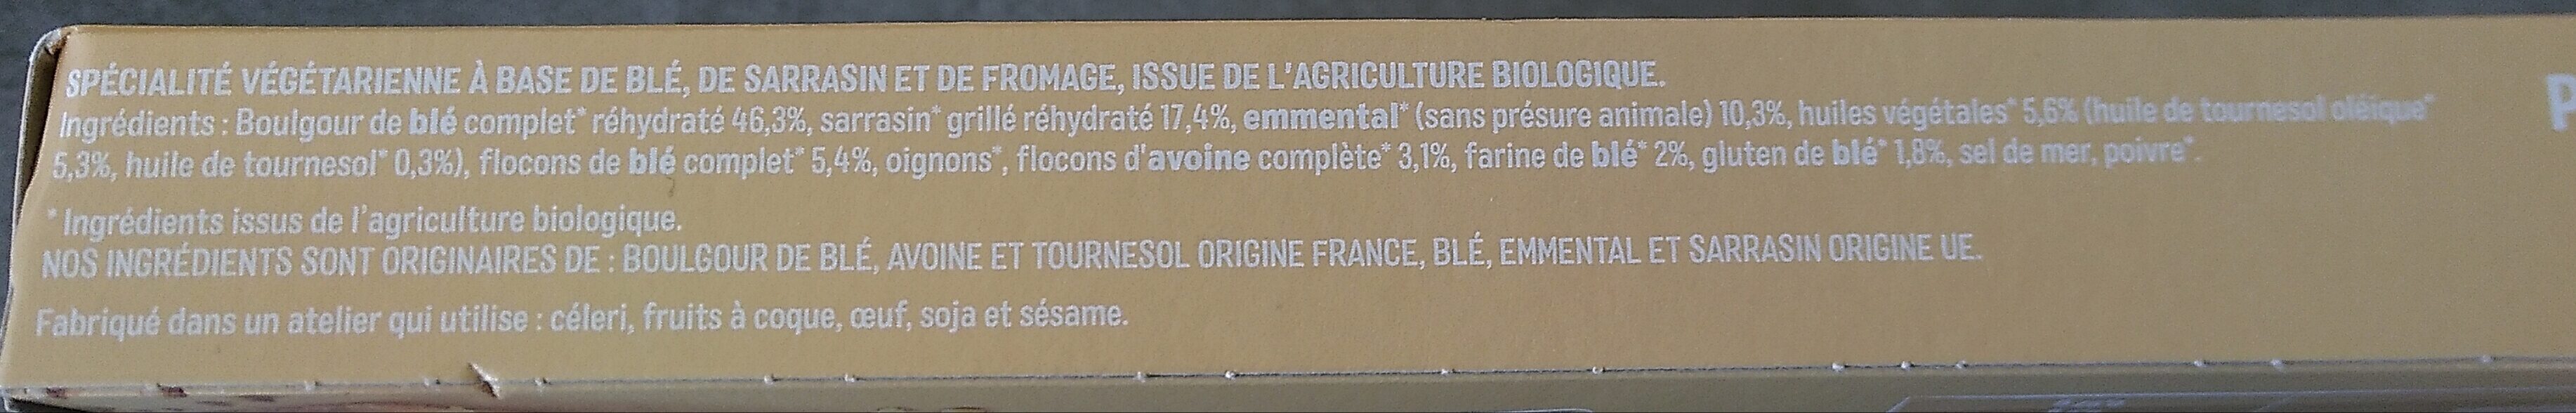 SPÉCIALITÉ VÉGÉTARIENNE À BASE DE BLÉ, DE SARRASIN ET DE FROMAGE, ISSUE DE L'AGRICULTURE BIOLOGIQUE.
Ingrédients : Boulgour de blé complet* réhydraté 46,3%, sarrasin* grillé réhydraté 17,4%, emmental* (sans présure animale) 10,3%, huiles végétales* 5,6% (huile de tournesol oléique*
5,3%, huile de tournesol* 0,3%), flocons de blé complet* 5,4%, oignons*, flocons d'avoine complète* 3,1%, farine de blé* 2%, gluten de blé* 1,8%, sel de mer, poivre*.
* Ingrédients issus de l'agriculture biologique.
NOS INGRÉDIENTS SONT ORIGINAIRES DE : BOULGOUR DE BLÉ, AVOINE ET TOURNESOL ORIGINE FRANCE, BLÉ, EMMENTAL ET SARRASIN ORIGINE UE.
Fabriqué dans un atelier qui utilise : céleri, fruits à coque, œuf, soja et sésame.